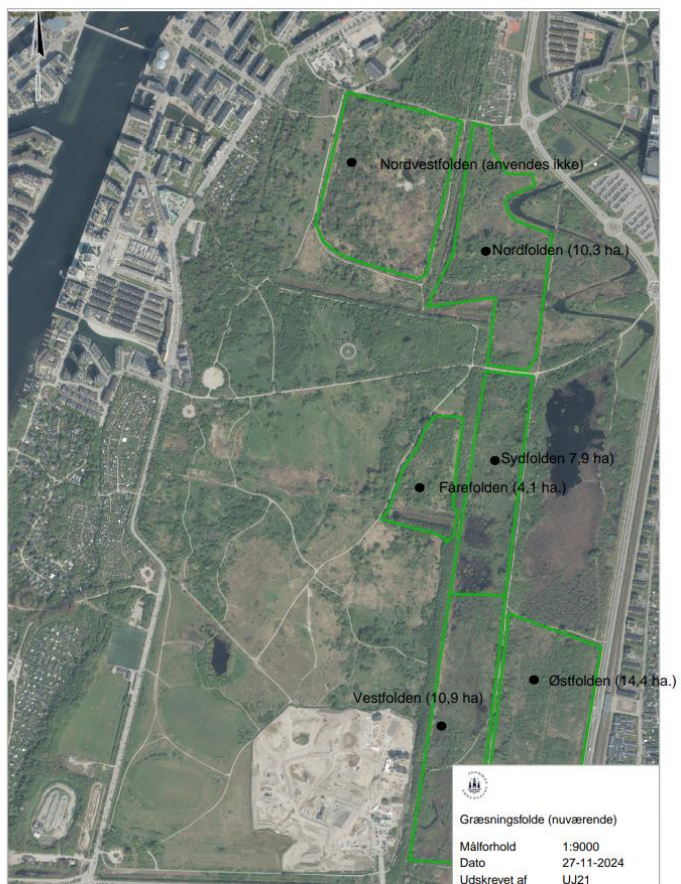 Nordvestfolden (anvendes ikke)
Nordfolden (10,3 ha.)
Sydfolden 7,9 ha)
Fårefolden (4,1 ha.)
Østfolden (14,4 ha.)
Vestfolden (10,9 ha)
Græsningsfolde (nuværende)
Målforhold 1:9000
Dato 27-11-2024
Udskrevet af UJ21